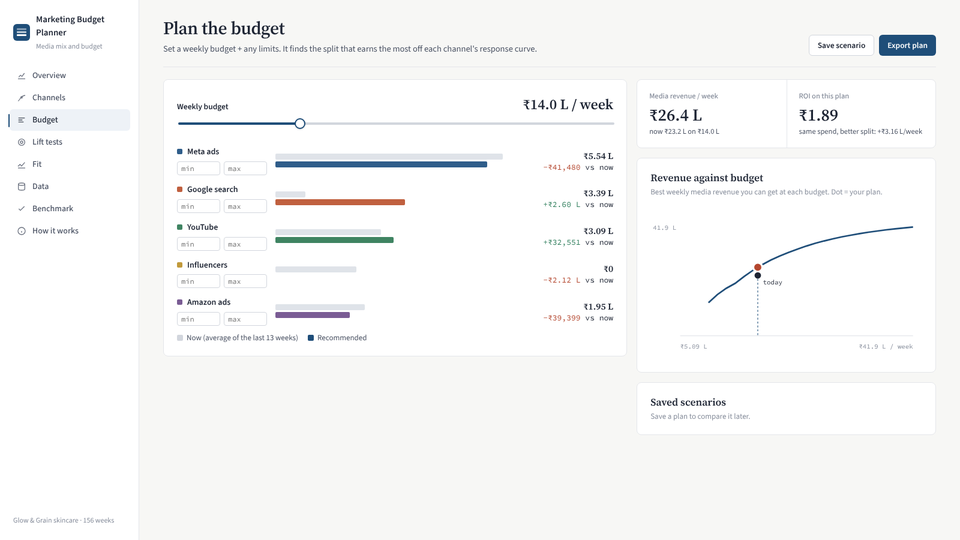 Marketing Budget
Planner
Media mix and budget
Overview
Channels
Budget
Lift tests
Fit
Data
Benchmark
How it works
Glow & Grain skincare · 156 weeks
Plan the budget
Set a weekly budget + any limits. It finds the split that earns the most off each channel's response curve.
Save scenario
Export plan
Weekly budget
₹14.0 L / week
Meta ads
min
max
₹5.54 L
−₹41,480 vs now
Google search
min
max
₹3.39 L
+₹2.60 L vs now
YouTube
min
max
₹3.09 L
+₹32,551 vs now
Influencers
min
max
₹0
−₹2.12 L vs now
Amazon ads
min
max
₹1.95 L
−₹39,399 vs now
Now (average of the last 13 weeks)
Recommended
Media revenue / week
₹26.4 L
now ₹23.2 L on ₹14.0 L
ROI on this plan
₹1.89
same spend, better split: +₹3.16 L/week
Revenue against budget
Best weekly media revenue you can get at each budget. Dot = your plan.
41.9 L
today
₹5.09 L
₹41.9 L / week
Saved scenarios
Save a plan to compare it later.